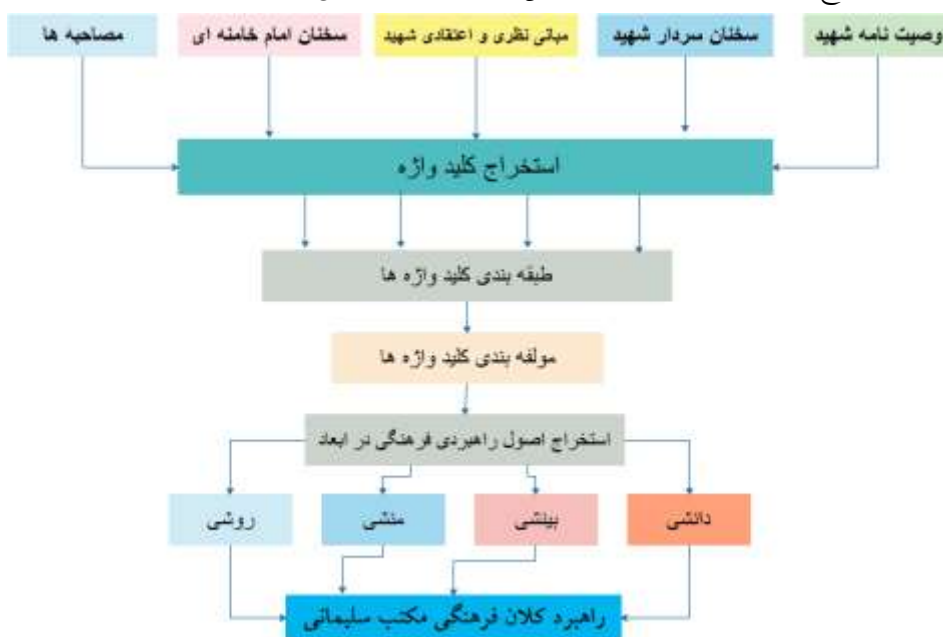 وصیت نامه شهید
سخنان سردار شهید
مبانی نظری و اعتقادی شهید
سخنان امام خامنه ای
مصاحبه ها
استخراج کلید واژه
طبقه بندی کلید واژه ها
مولفه بندی کلید واژه ها
استخراج اصول راهبردی فرهنگی در ابعاد
دانشی
بینشی
منشی
روشی
راهبرد کلان فرهنگی مکتب سلیمانی